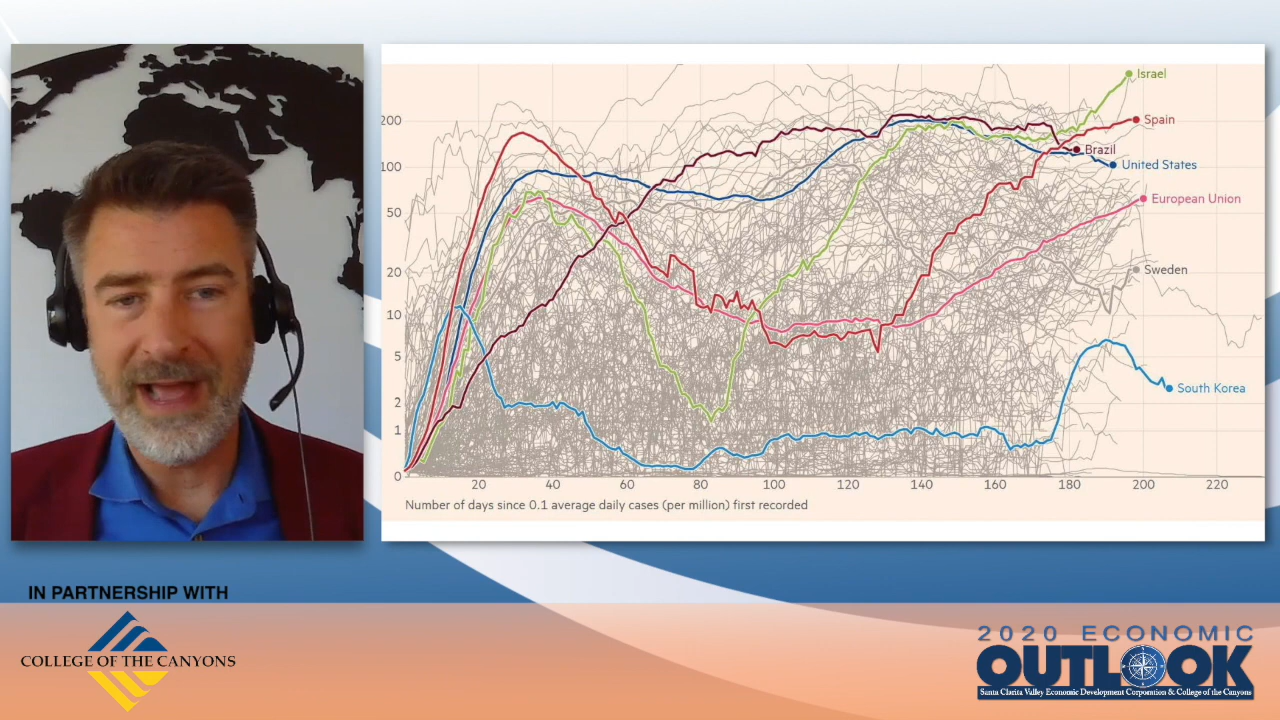 Israel
200
Spain
Brazil
United States
100
European Union
50
20
Sweden
10
5
South Korea
2
1
0
20 40 60 80 100 120 140 160 180 200 220
Number of days since 0.1 average daily cases (per million) first recorded
IN PARTNERSHIP WITH
COLLEGE OF THE CANYONS
2020 ECONOMIC
OUTLOOK
Santa Clarita Valley Economic Development Corporation & College of the Canyons